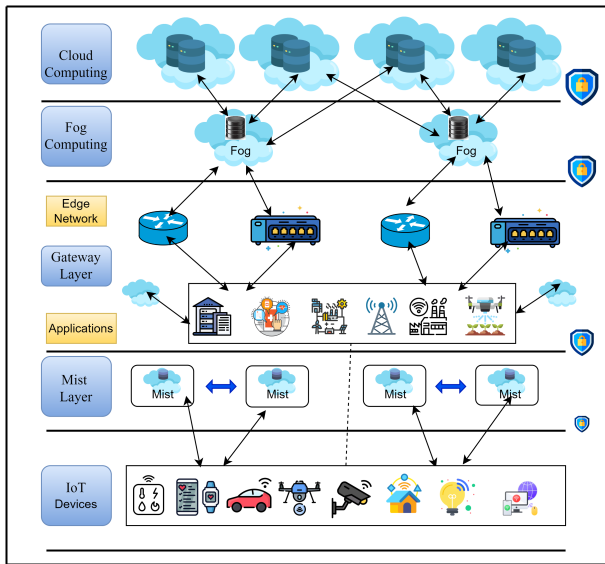 Cloud
Computing
Fog
Computing
Fog
Fog
Edge
Network
Gateway
Layer
Applications
Mist
Layer
Mist
Mist
Mist
Mist
IoT
Devices